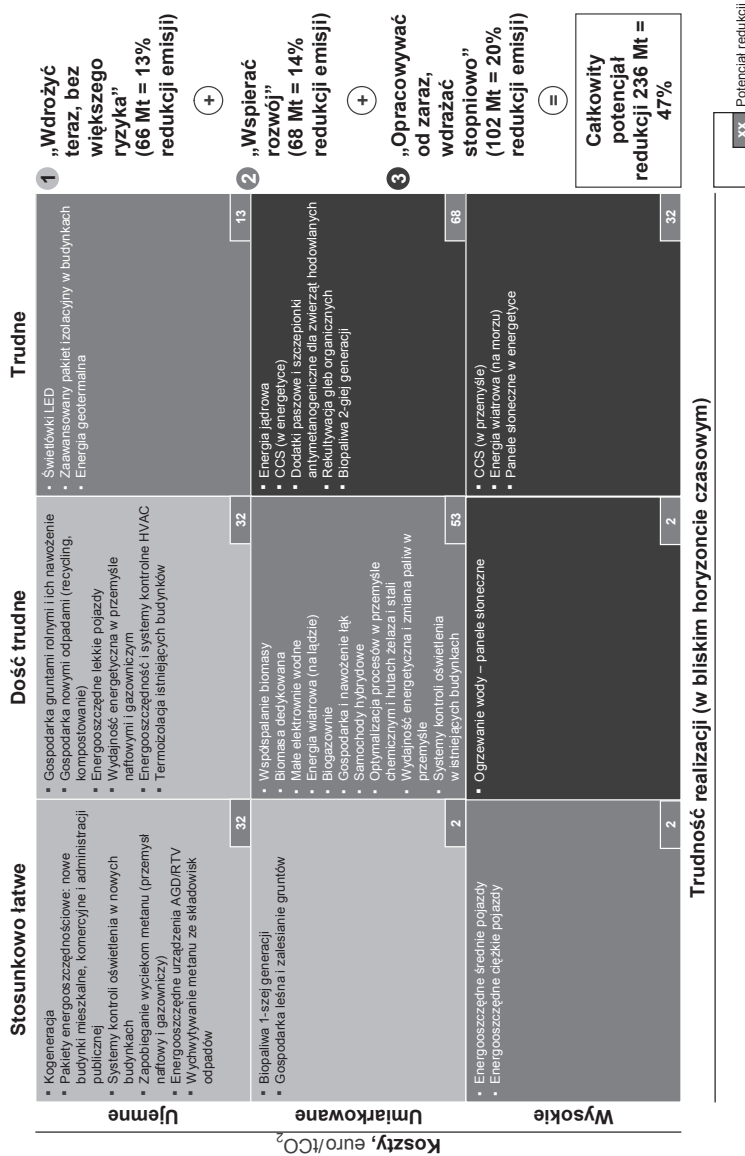 Stosunkowo łatwe
Dość trudne
Trudne
Koszty, euro/tCO₂
Ujemne
▪ Kogeneracja
▪ Pakiety energooszczędnościowe: nowe
budynki mieszkalne, komercyjne i administracji
publicznej
▪ Systemy kontroli oświetlenia w nowych
budynkach
▪ Zapobieganie wyciekom metanu (przemysł
naftowy i gazowniczy)
▪ Energooszczędne urządzenia AGD/RTV
▪ Wychwytywanie metanu ze składowisk
odpadów
32
▪ Gospodarka gruntami rolnymi i ich nawożenie
▪ Gospodarka nowymi odpadami (recycling,
kompostowanie)
▪ Energooszczędne lekkie pojazdy
▪ Wydajność energetyczna w przemyśle
naftowymi i gazowniczym
▪ Energooszczędność i systemy kontrolne HVAC
▪ Termoizolacja istniejących budynków
32
▪ Świetlówki LED
▪ Zaawansowany pakiet izolacyjny w budynkach
▪ Energia geotermalna
13
Umiarkowane
▪ Biopaliwa 1-szej generacji
▪ Gospodarka leśna i zalesianie gruntów
2
▪ Współspalanie biomasy
▪ Biomasa dedykowana
▪ Małe elektrownie wodne
▪ Energia wiatrowa (na lądzie)
▪ Biogazownie
▪ Gospodarka i nawożenie łąk
▪ Samochody hybrydowe
▪ Optymalizacja procesów w przemyśle
chemicznym i hutach żelaza i stali
▪ Wydajność energetyczna i zmiana paliw w
przemyśle
▪ Systemy kontroli oświetlenia
w istniejących budynkach
53
▪ Energia jądrowa
▪ CCS (w energetyce)
▪ Dodatki paszowe i szczepionki
antymetanogeniczne dla zwierząt hodowlanych
▪ Rekultywacja gleb organicznych
▪ Biopaliwa 2-giej generacji
68
Wysokie
▪ Energooszczędne średnie pojazdy
▪ Energooszczędne ciężkie pojazdy
2
▪ Ogrzewanie wody – panele słoneczne
2
▪ CCS (w przemyśle)
▪ Energia wiatrowa (na morzu)
▪ Panele słoneczne w energetyce
32
Trudność realizacji (w bliskim horyzoncie czasowym)
1 „Wdrożyć
teraz, bez
większego
ryzyka”
(66 Mt = 13%
redukcji emisji)
+
2 „Wspierać
rozwój”
(68 Mt = 14%
redukcji emisji)
+
3 „Opracowywać
od zaraz,
wdrażać
stopniowo”
(102 Mt = 20%
redukcji emisji)
=
Całkowity
potencjał
redukcji 236 Mt =
47%
xx Potencjał redukcji